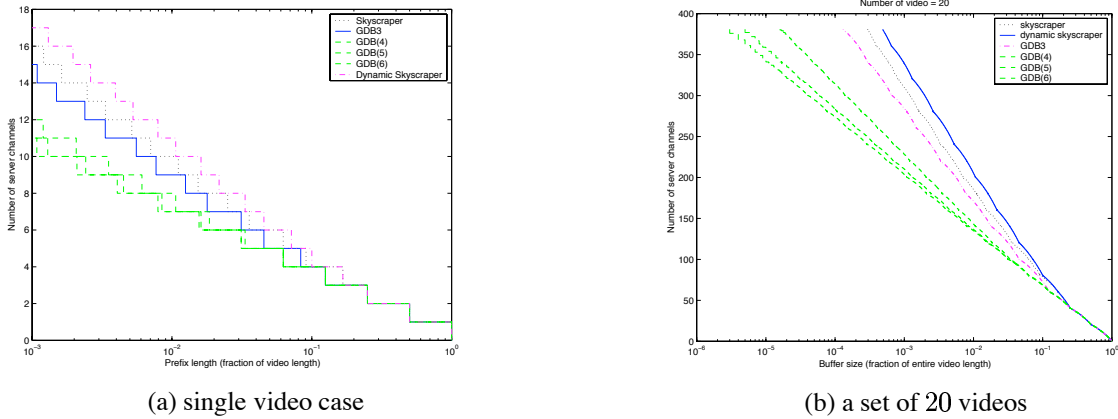 18
16
14
12
10
8
6
4
2
0
Number of server channels
10^-3
10^-2
10^-1
10^0
Prefix length (fraction of video length)
Skyscraper
GDB3
GDB(4)
GDB(5)
GDB(6)
Dynamic Skyscraper
(a) single video case
Number of video = 20
400
350
300
250
200
150
100
50
0
Number of server channels
10^-6
10^-5
10^-4
10^-3
10^-2
10^-1
10^0
Buffer size (fraction of entire video length)
skyscraper
dynamic skyscraper
GDB3
GDB(4)
GDB(5)
GDB(6)
(b) a set of 20 videos